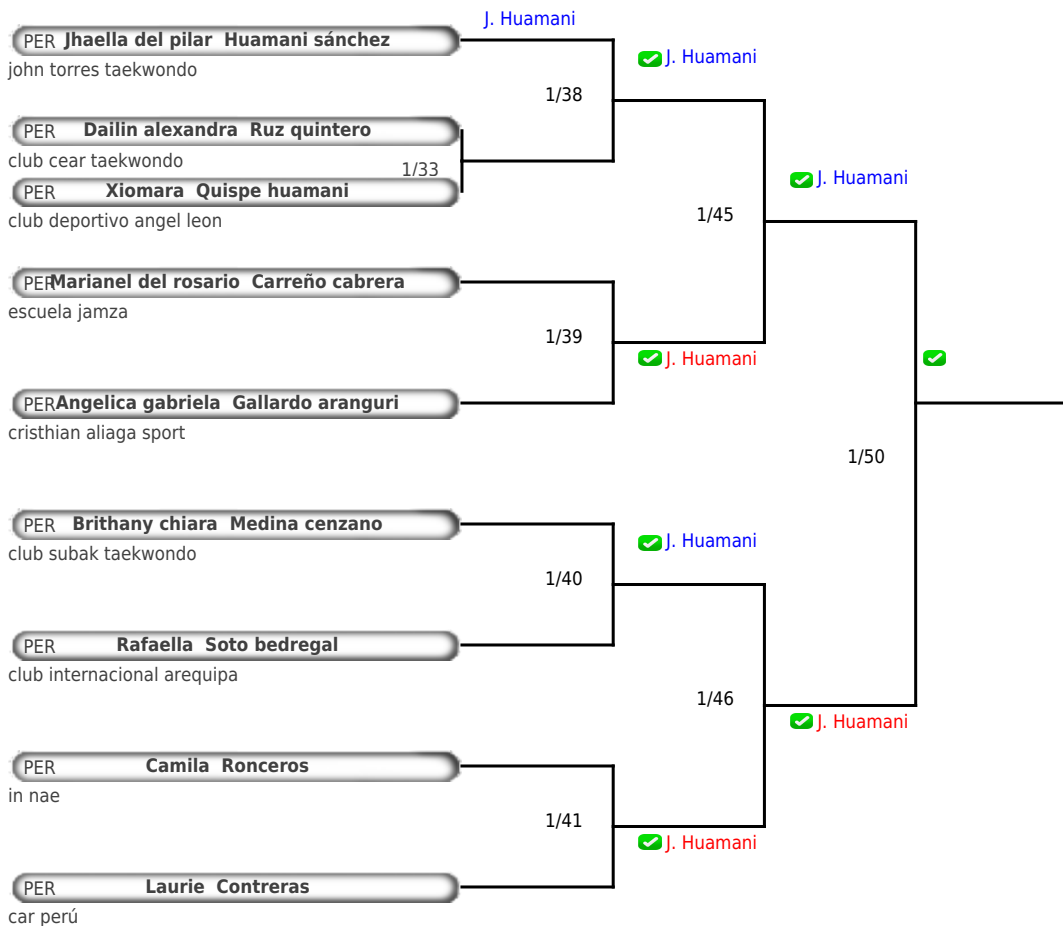 J. Huamani
PER Jhaella del pilar Huamani sánchez
john torres taekwondo
J. Huamani
1/38
PER Dailin alexandra Ruz quintero
club cear taekwondo
1/33
PER Xiomara Quispe huamani
club deportivo angel leon
J. Huamani
1/45
PER Marianel del rosario Carreño cabrera
escuela jamza
1/39
J. Huamani
PER Angelica gabriela Gallardo aranguri
cristhian aliaga sport
1/50
PER Brithany chiara Medina cenzano
club subak taekwondo
J. Huamani
1/40
PER Rafaella Soto bedregal
club internacional arequipa
1/46
J. Huamani
PER Camila Ronceros
in nae
1/41
J. Huamani
PER Laurie Contreras
car perú